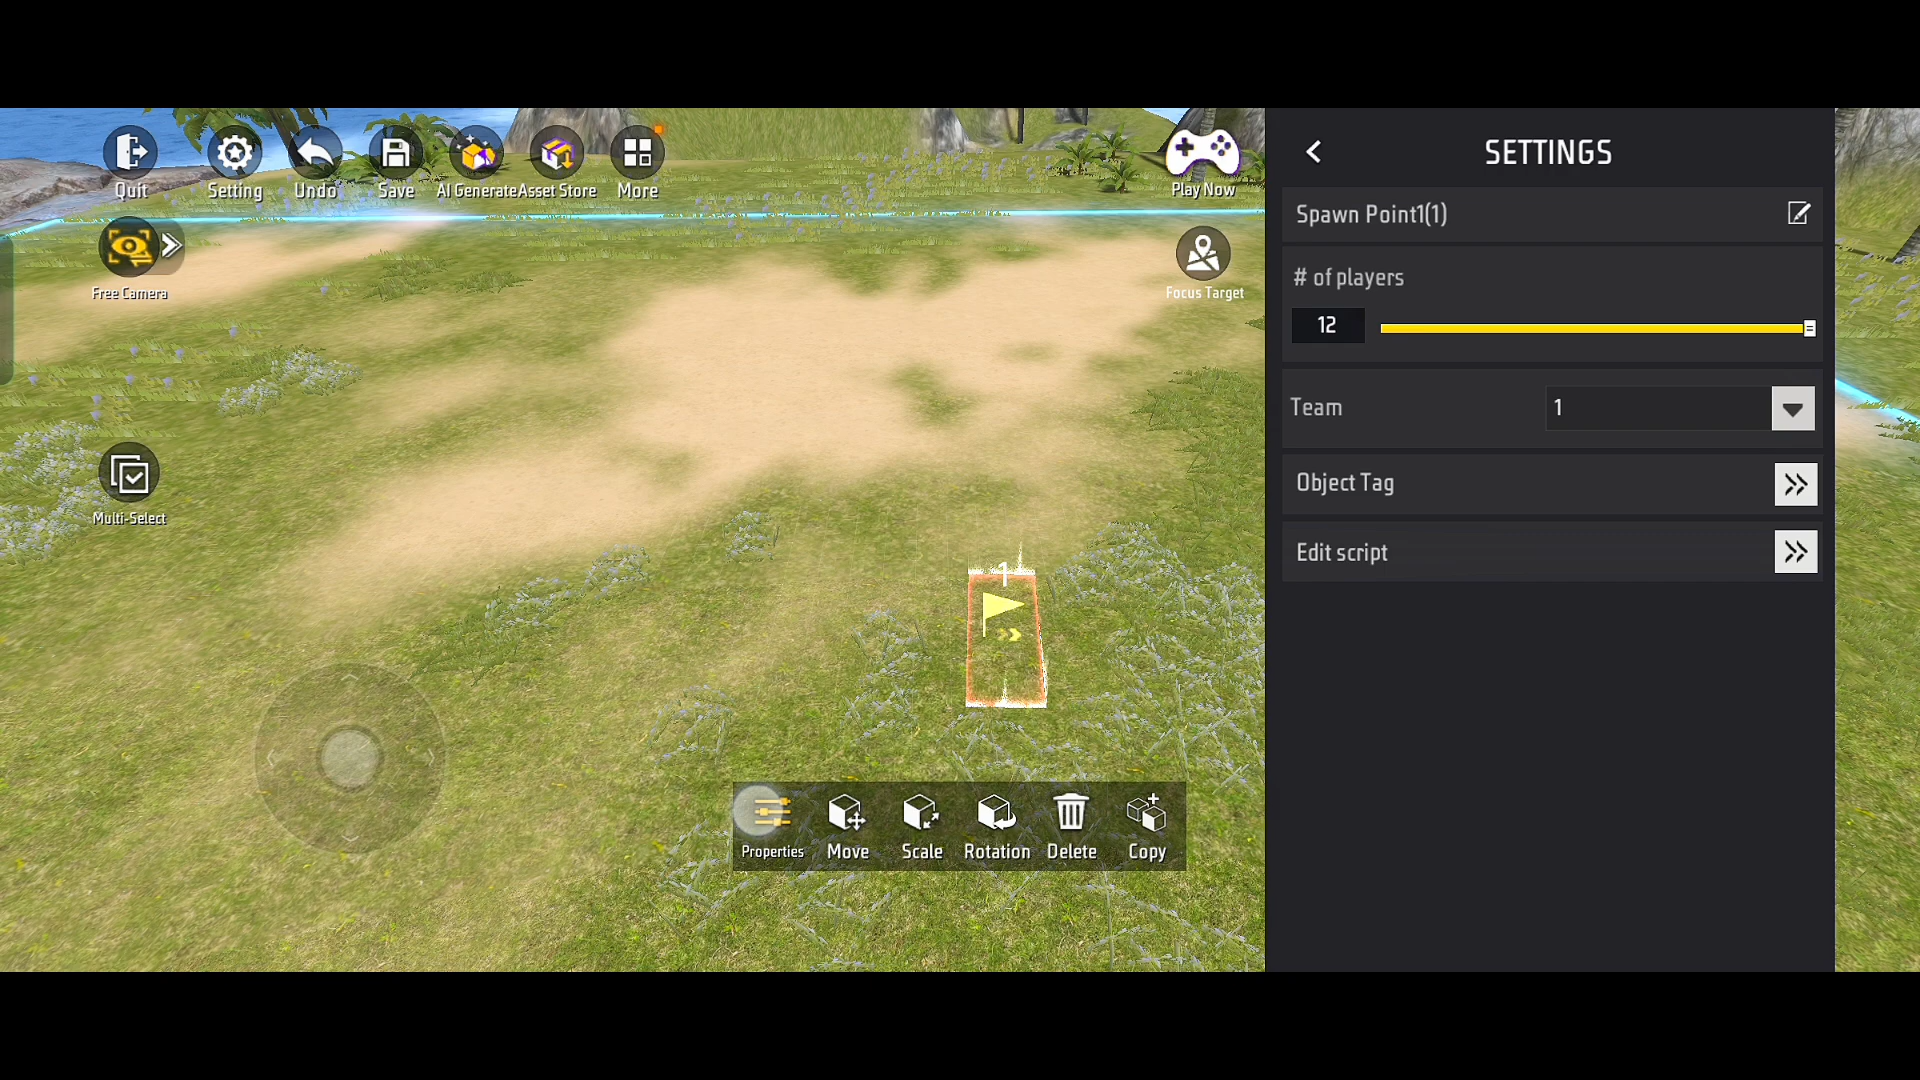 Quit
Setting
Undo
Save
AI Generate
Asset Store
More
Play Now
Free Camera
Focus Target
Multi-Select
1
Properties
Move
Scale
Rotation
Delete
Copy
SETTINGS
Spawn Point1(1)
# of players
12
Team
1
Object Tag
Edit script